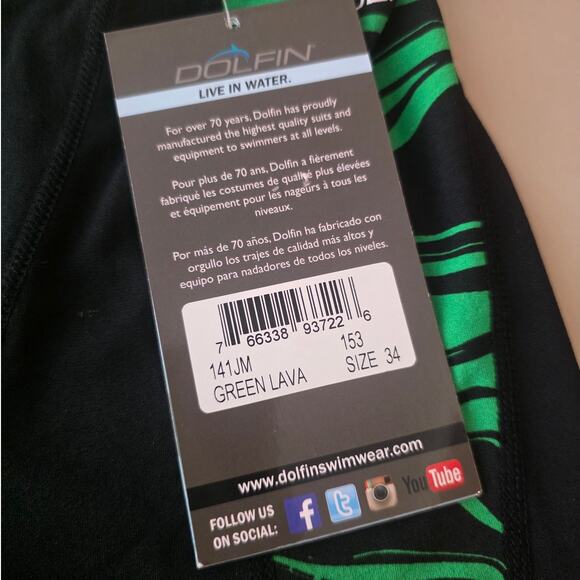 DOLFIN
LIVE IN WATER.
For over 70 years, Dolfin has proudly
manufactured the highest quality suits and
equipment to swimmers at all levels.
Pour plus de 70 ans, Dolfin a fièrement
fabriqué les costumes de qualité plus élevées
et équipement pour les nageurs à tous les
niveaux.
Por más de 70 años, Dolfin ha fabricado con
orgullo los trajes de calidad más altos y
equipo para nadadores de todos los niveles.
7 66338 93722 6
141JM 153
GREEN LAVA SIZE 34
www.dolfinswimwear.com
FOLLOW US
ON SOCIAL:
f t YouTube